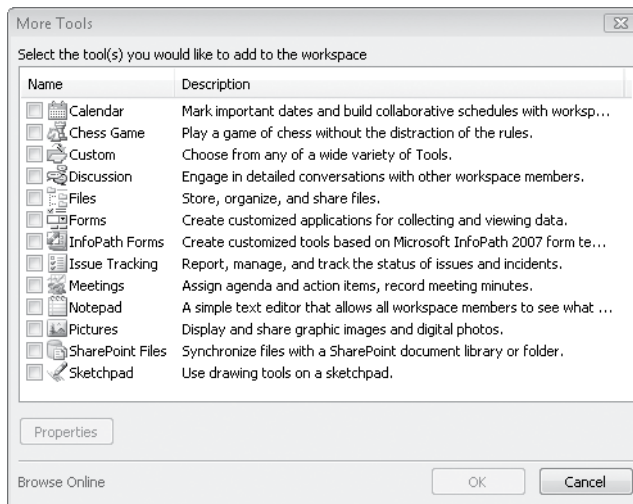 More Tools
Select the tool(s) you would like to add to the workspace
Name Description
Calendar Mark important dates and build collaborative schedules with worksp...
Chess Game Play a game of chess without the distraction of the rules.
Custom Choose from any of a wide variety of Tools.
Discussion Engage in detailed conversations with other workspace members.
Files Store, organize, and share files.
Forms Create customized applications for collecting and viewing data.
InfoPath Forms Create customized tools based on Microsoft InfoPath 2007 form te...
Issue Tracking Report, manage, and track the status of issues and incidents.
Meetings Assign agenda and action items, record meeting minutes.
Notepad A simple text editor that allows all workspace members to see what ...
Pictures Display and share graphic images and digital photos.
SharePoint Files Synchronize files with a SharePoint document library or folder.
Sketchpad Use drawing tools on a sketchpad.
Properties
Browse Online OK Cancel